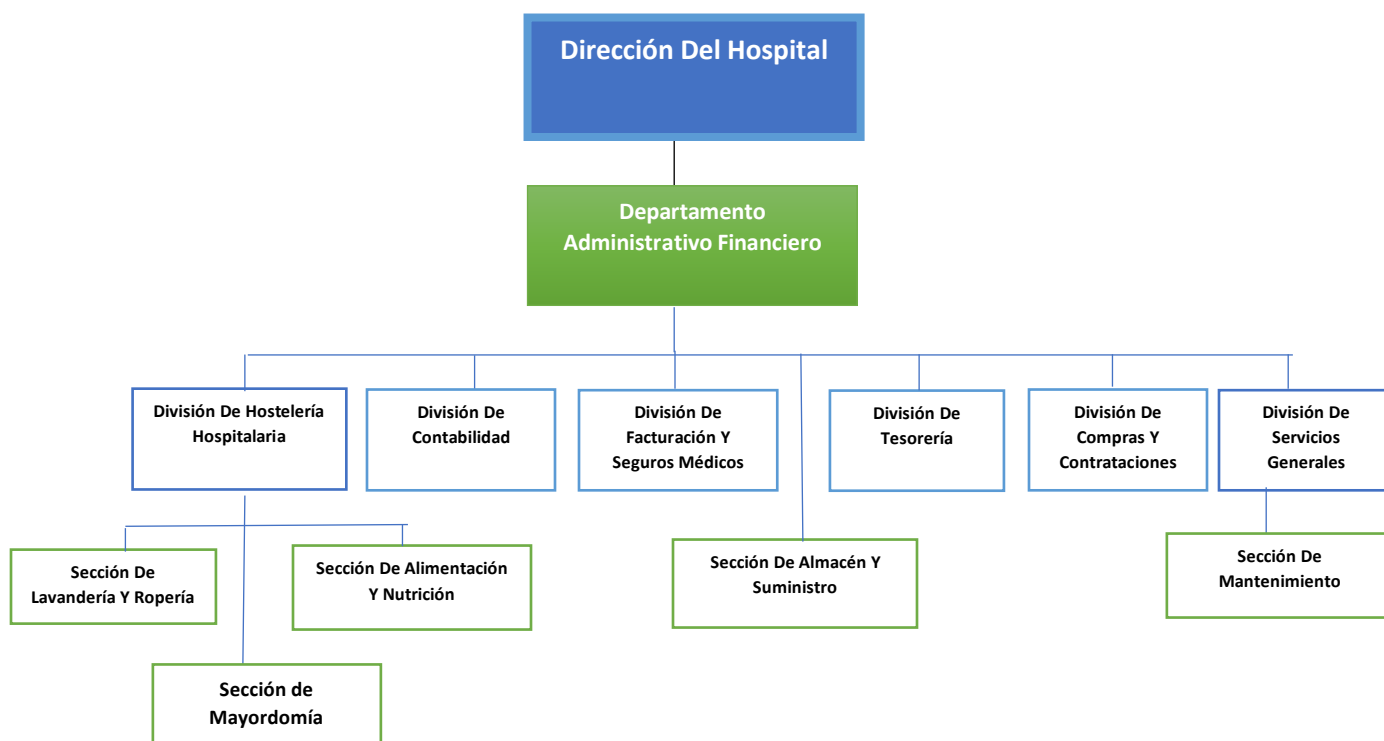 Dirección Del Hospital
Departamento
Administrativo Financiero
División De Hostelería
Hospitalaria
División De
Contabilidad
División De
Facturación Y
Seguros Médicos
División De
Tesorería
División De
Compras Y
Contrataciones
División De
Servicios
Generales
Sección De
Lavandería Y Ropería
Sección De Alimentación
Y Nutrición
Sección De Almacén Y
Suministro
Sección De
Mantenimiento
Sección de
Mayordomía